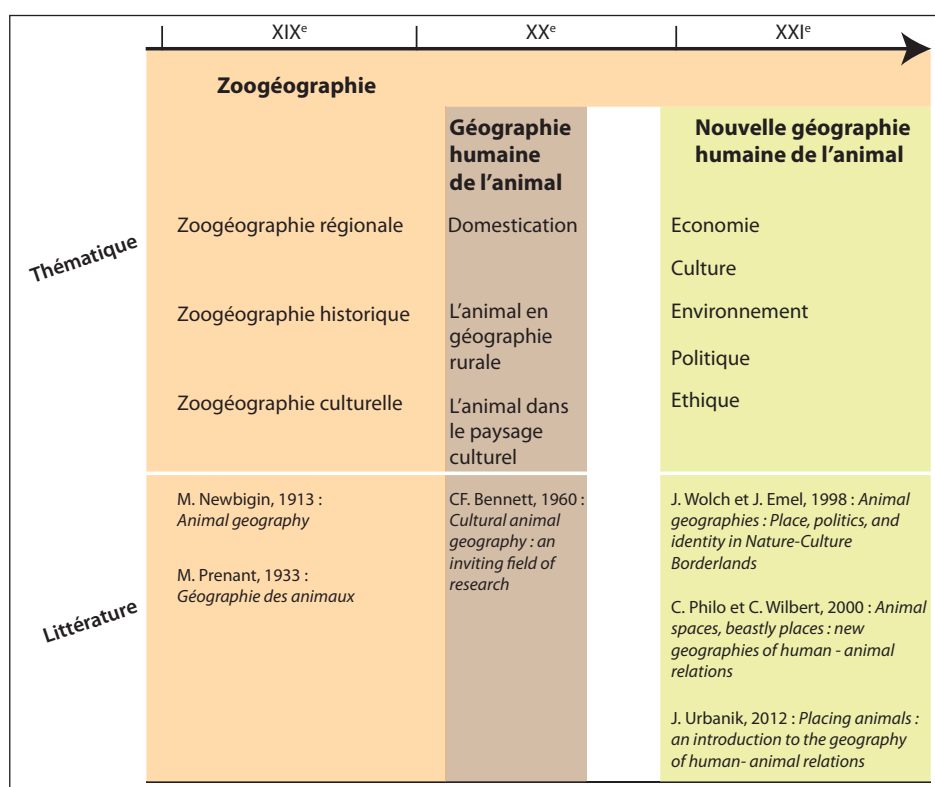 XIXe
XXe
XXIe
Zoogéographie
Thématique
Zoogéographie régionale
Zoogéographie historique
Zoogéographie culturelle
Géographie
humaine
de l'animal
Domestication
L'animal en
géographie
rurale
L'animal dans
le paysage
culturel
Nouvelle géographie
humaine de l'animal
Economie
Culture
Environnement
Politique
Ethique
Littérature
M. Newbigin, 1913 :
Animal geography
M. Prenant, 1933 :
Géographie des animaux
CF. Bennett, 1960 :
Cultural animal
geography : an
inviting field of
research
J. Wolch et J. Emel, 1998 : Animal
geographies : Place, politics, and
identity in Nature-Culture
Borderlands
C. Philo et C. Wilbert, 2000 : Animal
spaces, beastly places : new
geographies of human - animal
relations
J. Urbanik, 2012 : Placing animals :
an introduction to the geography
of human- animal relations